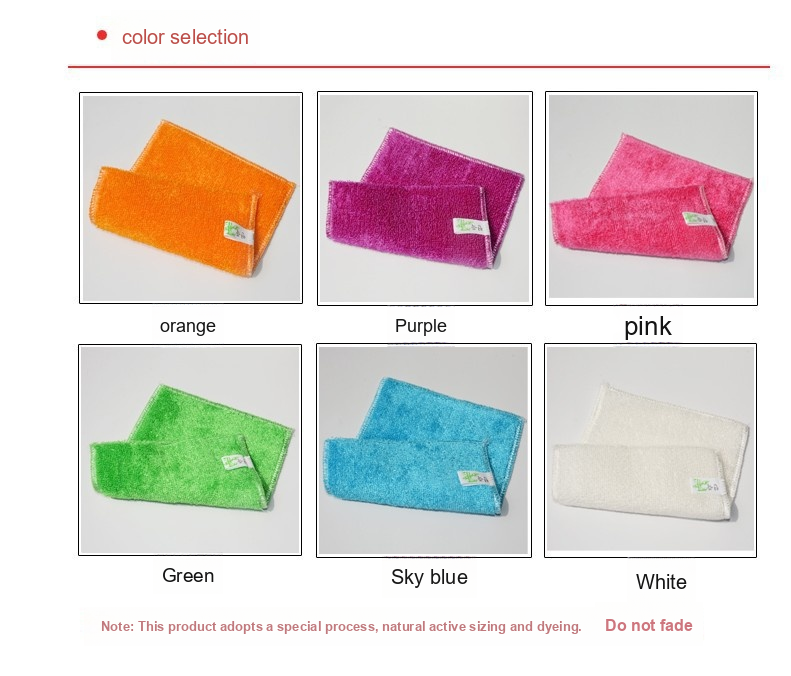 color selection
orange
Purple
pink
Green
Sky blue
White
Note: This product adopts a special process, natural active sizing and dyeing. Do not fade